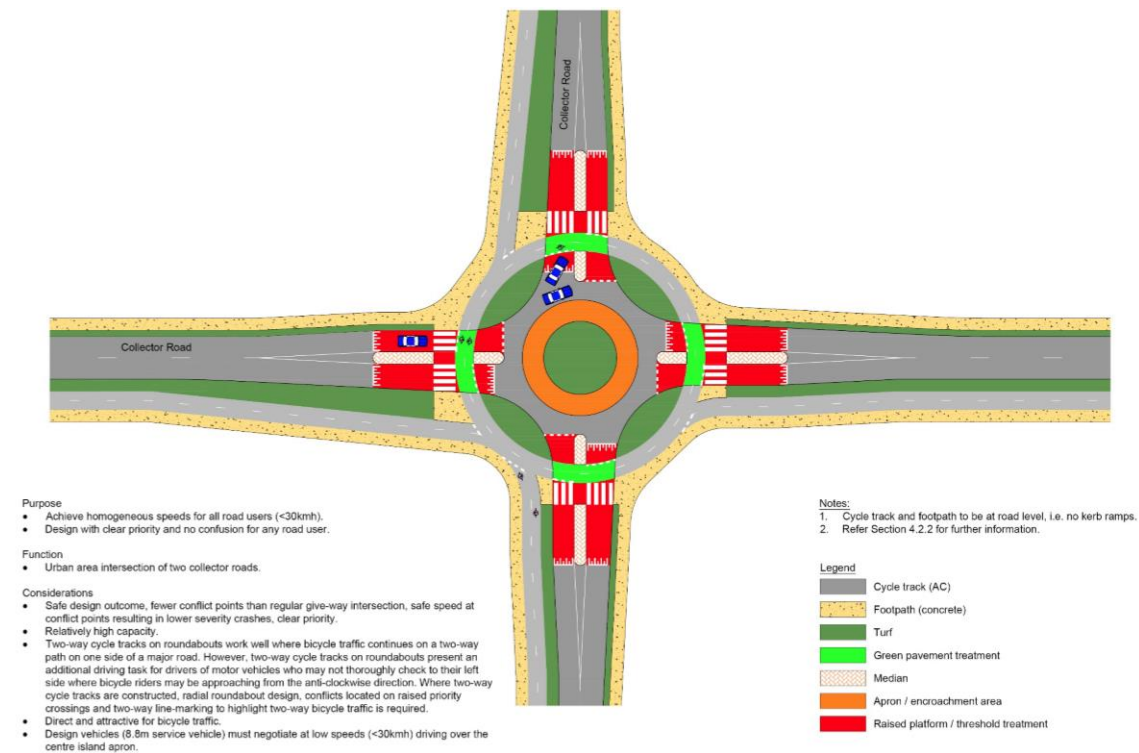 Collector Road
Collector Road
Purpose
• Achieve homogeneous speeds for all road users (<30kmh).
• Design with clear priority and no confusion for any road user.
Function
• Urban area intersection of two collector roads.
Considerations
• Safe design outcome, fewer conflict points than regular give-way intersection, safe speed at
conflict points resulting in lower severity crashes, clear priority.
• Relatively high capacity.
• Two-way cycle tracks on roundabouts work well where bicycle traffic continues on a two-way
path on one side of a major road. However, two-way cycle tracks on roundabouts present an
additional driving task for drivers of motor vehicles who may not thoroughly check to their left
side where bicycle riders may be approaching from the anti-clockwise direction. Where two-way
cycle tracks are constructed, radial roundabout design, conflicts located on raised priority
crossings and two-way line-marking to highlight two-way bicycle traffic is required.
• Direct and attractive for bicycle traffic.
• Design vehicles (8.8m service vehicle) must negotiate at low speeds (<30kmh) driving over the
centre island apron.
Notes:
1. Cycle track and footpath to be at road level, i.e. no kerb ramps.
2. Refer Section 4.2.2 for further information.
Legend
Cycle track (AC)
Footpath (concrete)
Turf
Green pavement treatment
Median
Apron / encroachment area
Raised platform / threshold treatment